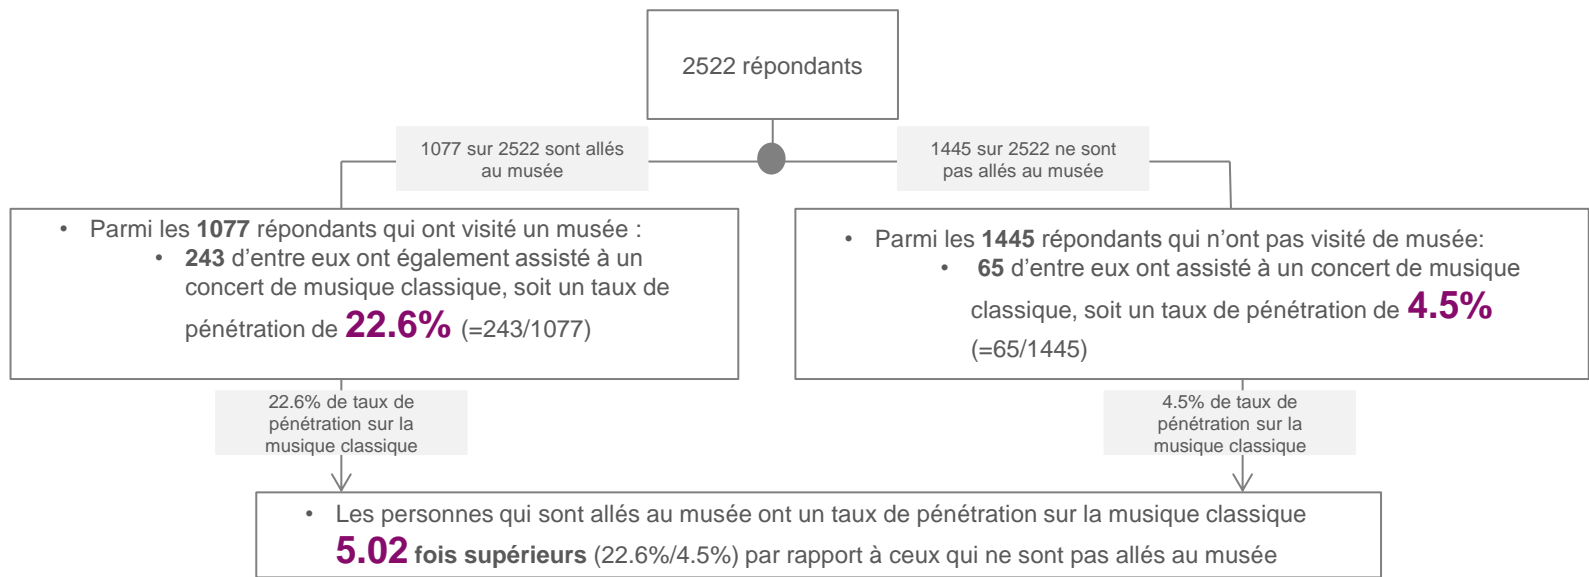 2522 répondants
1077 sur 2522 sont allés
au musée
1445 sur 2522 ne sont
pas allés au musée
• Parmi les 1077 répondants qui ont visité un musée :
• 243 d’entre eux ont également assisté à un
concert de musique classique, soit un taux de
pénétration de 22.6% (=243/1077)
• Parmi les 1445 répondants qui n’ont pas visité de musée:
• 65 d’entre eux ont assisté à un concert de musique
classique, soit un taux de pénétration de 4.5%
(=65/1445)
22.6% de taux de
pénétration sur la
musique classique
4.5% de taux de
pénétration sur la
musique classique
• Les personnes qui sont allés au musée ont un taux de pénétration sur la musique classique
5.02 fois supérieurs (22.6%/4.5%) par rapport à ceux qui ne sont pas allés au musée